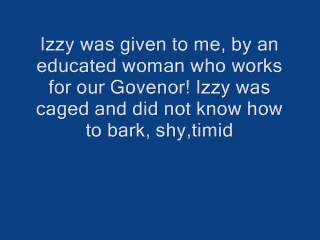 Izzy was given to me, by an
educated woman who works
for our Govenor! Izzy was
caged and did not know how
to bark, shy,timid